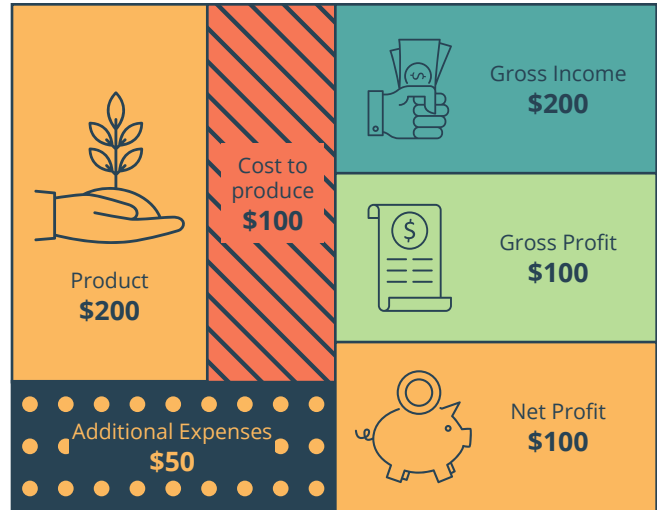 Product
$200
Cost to
produce
$100
Additional Expenses
$50
Gross Income
$200
Gross Profit
$100
Net Profit
$100